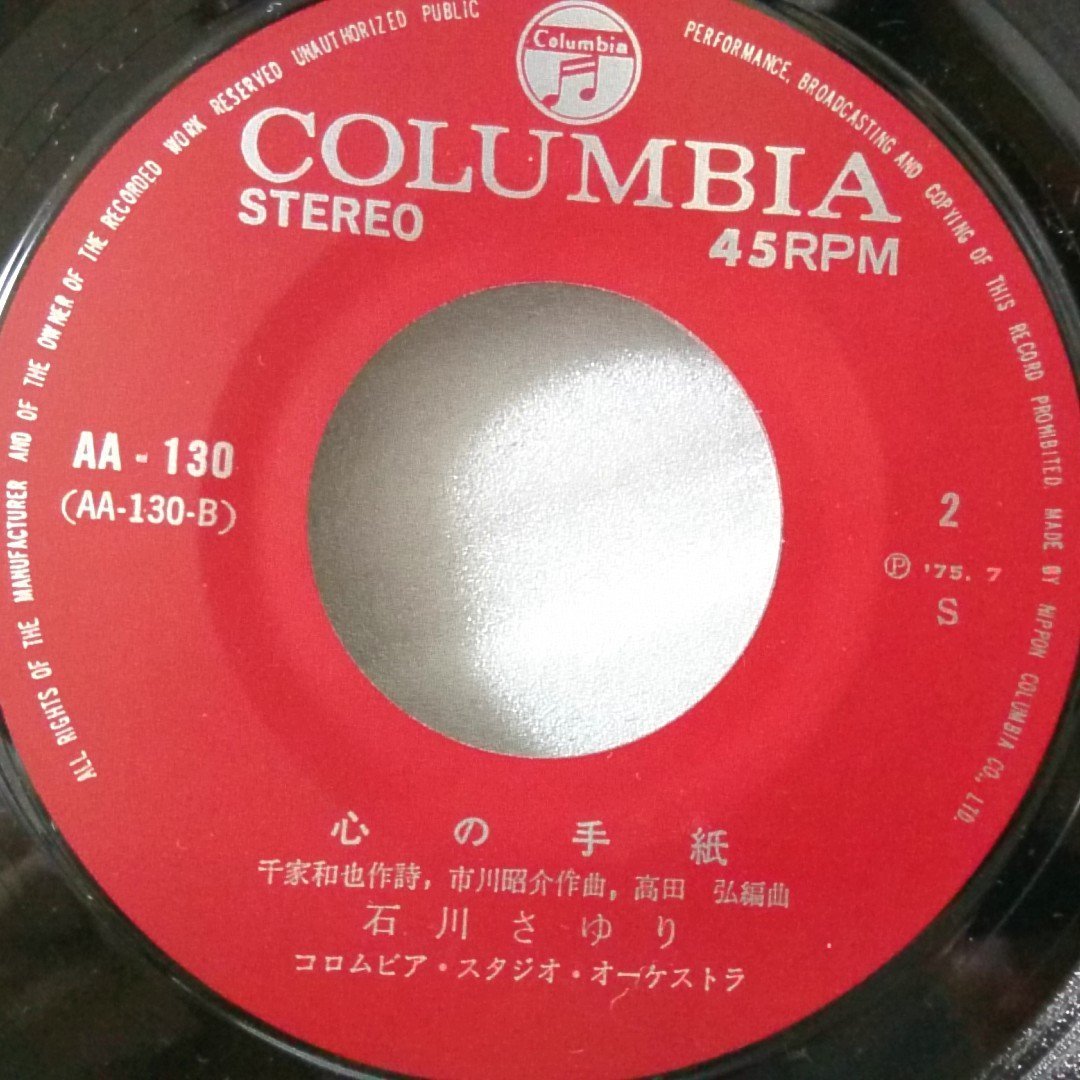 Columbia
COLUMBIA
STEREO
45RPM
AA - 130
(AA-130-B)
2
Ⓟ '75. 7
S
心の手紙
千家和也作詩, 市川昭介作曲, 高田 弘編曲
石川さゆり
コロムビア・スタジオ・オーケストラ
ALL RIGHTS OF THE MANUFACTURER AND OF THE OWNER OF THE RECORDED WORK RESERVED UNAUTHORIZED PUBLIC PERFORMANCE, BROADCASTING AND COPYING OF THIS RECORD PROHIBITED. MADE BY NIPPON COLUMBIA CO., LTD.